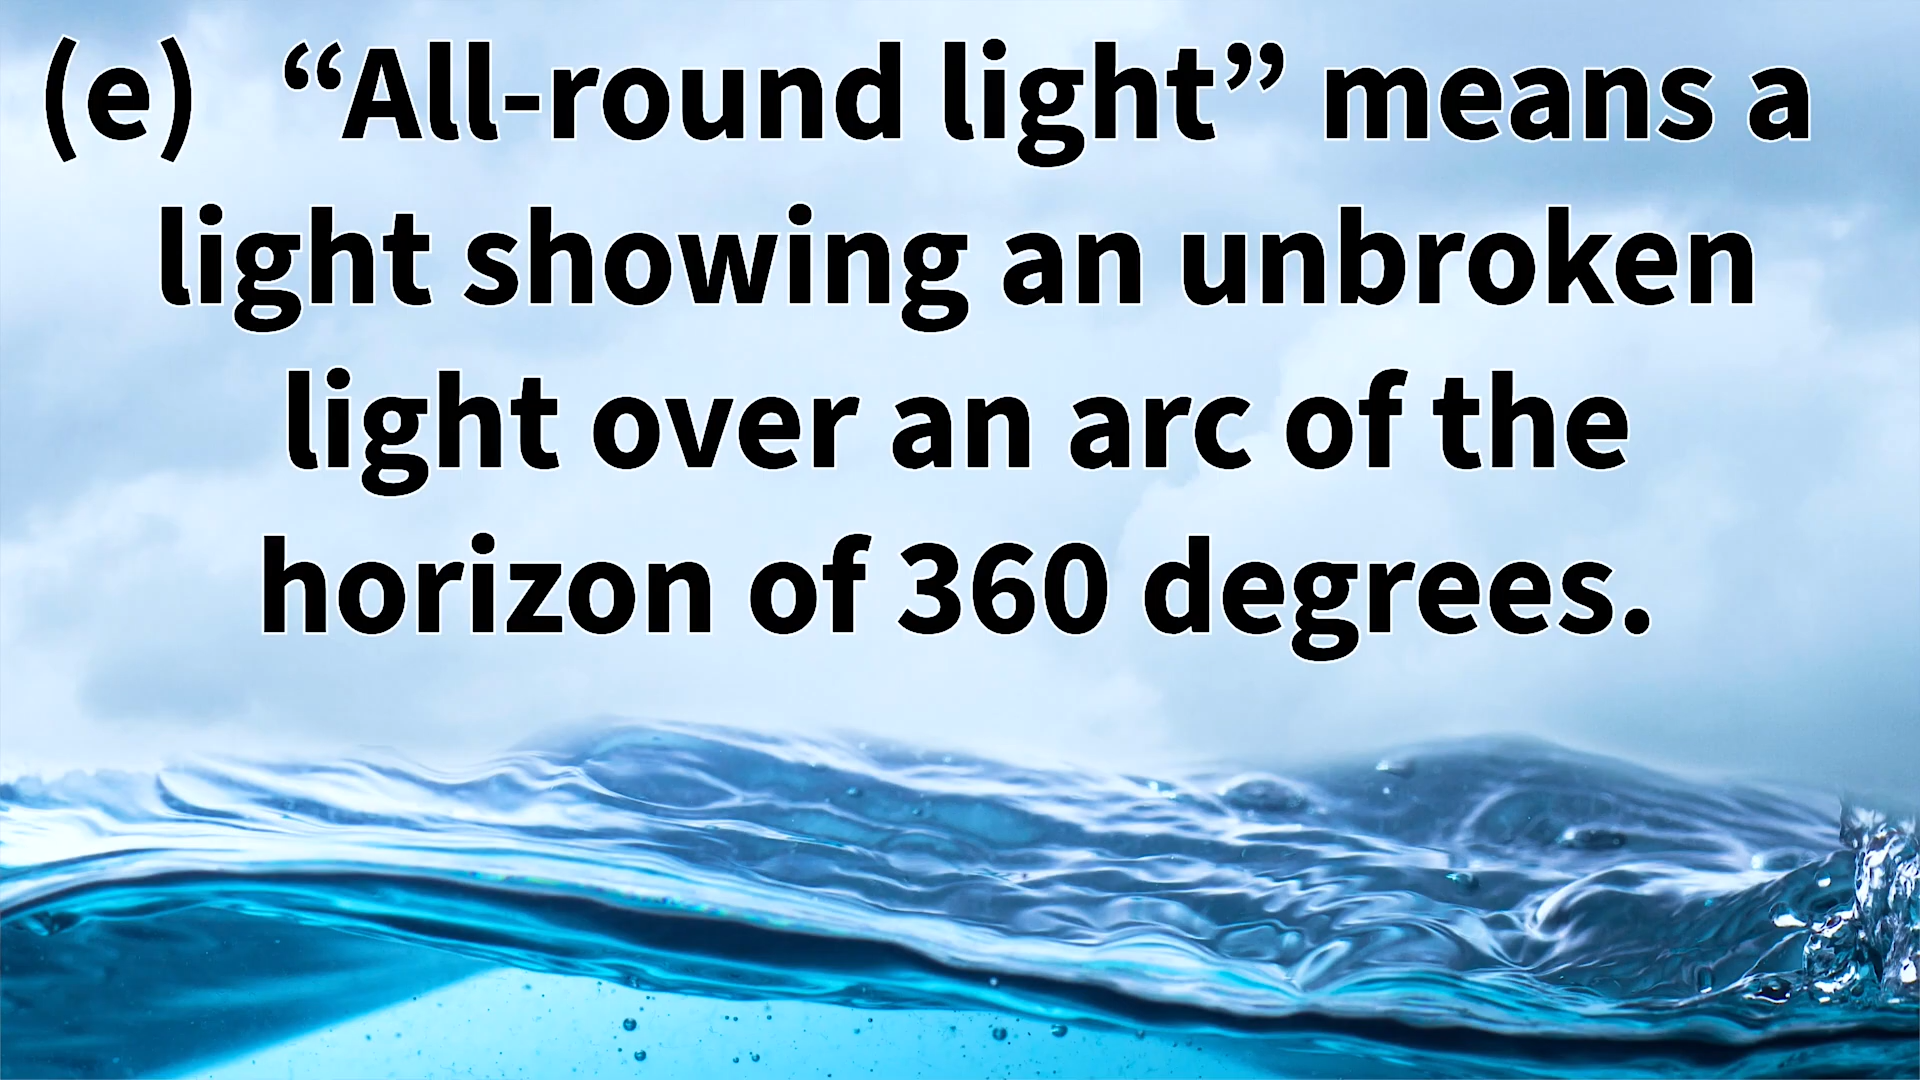 (e) “All-round light” means a
light showing an unbroken
light over an arc of the
horizon of 360 degrees.